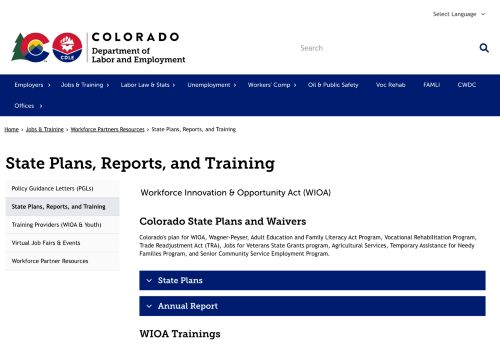 Select Language
COLORADO
Department of
Labor and Employment
CDLE
Search
Employers
Jobs & Training
Labor Law & Stats
Unemployment
Workers' Comp
Oil & Public Safety
Voc Rehab
FAMLI
CWDC
Offices
Home › Jobs & Training › Workforce Partners Resources › State Plans, Reports, and Training
State Plans, Reports, and Training
Policy Guidance Letters (PGLs)
State Plans, Reports, and Training
Training Providers (WIOA & Youth)
Virtual Job Fairs & Events
Workforce Partner Resources
Workforce Innovation & Opportunity Act (WIOA)
Colorado State Plans and Waivers
Colorado's plan for WIOA, Wagner-Peyser, Adult Education and Family Literacy Act Program, Vocational Rehabilitation Program,
Trade Readjustment Act (TRA), Jobs for Veterans State Grants program, Agricultural Services, Temporary Assistance for Needy
Families Program, and Senior Community Service Employment Program.
State Plans
Annual Report
WIOA Trainings